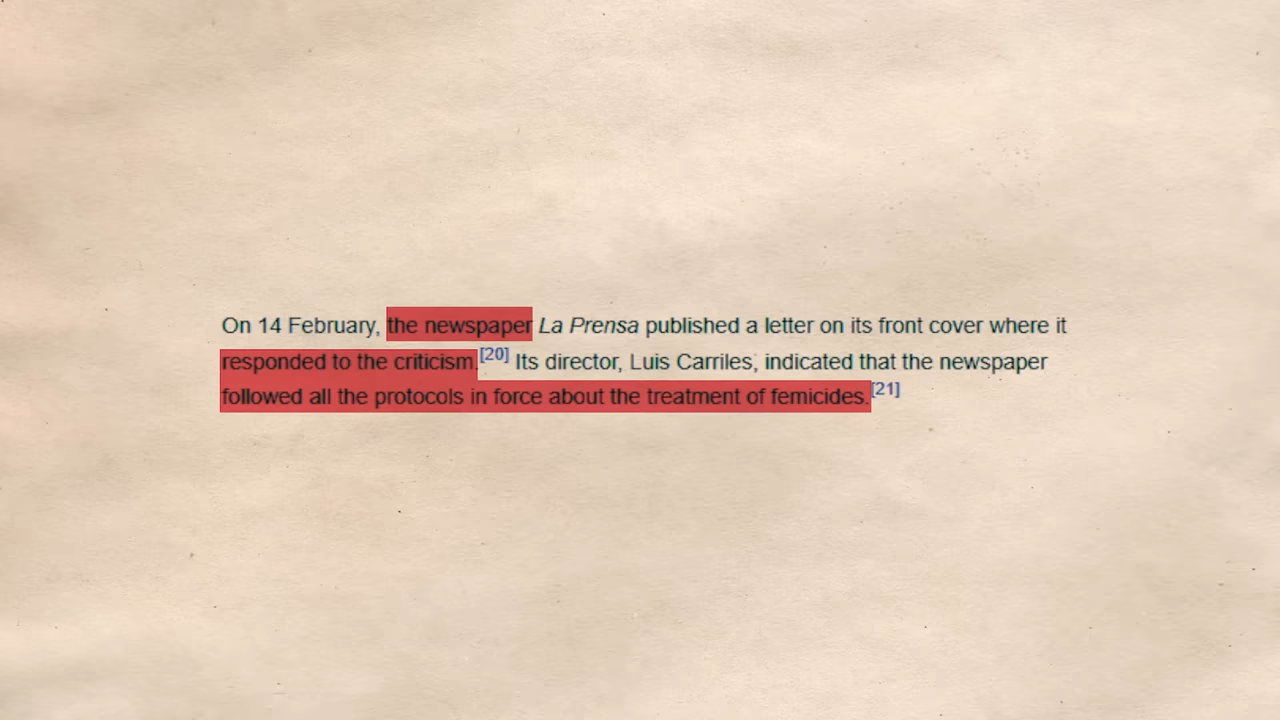 On 14 February, the newspaper La Prensa published a letter on its front cover where it
responded to the criticism.[20] Its director, Luis Carriles, indicated that the newspaper
followed all the protocols in force about the treatment of femicides.[21]